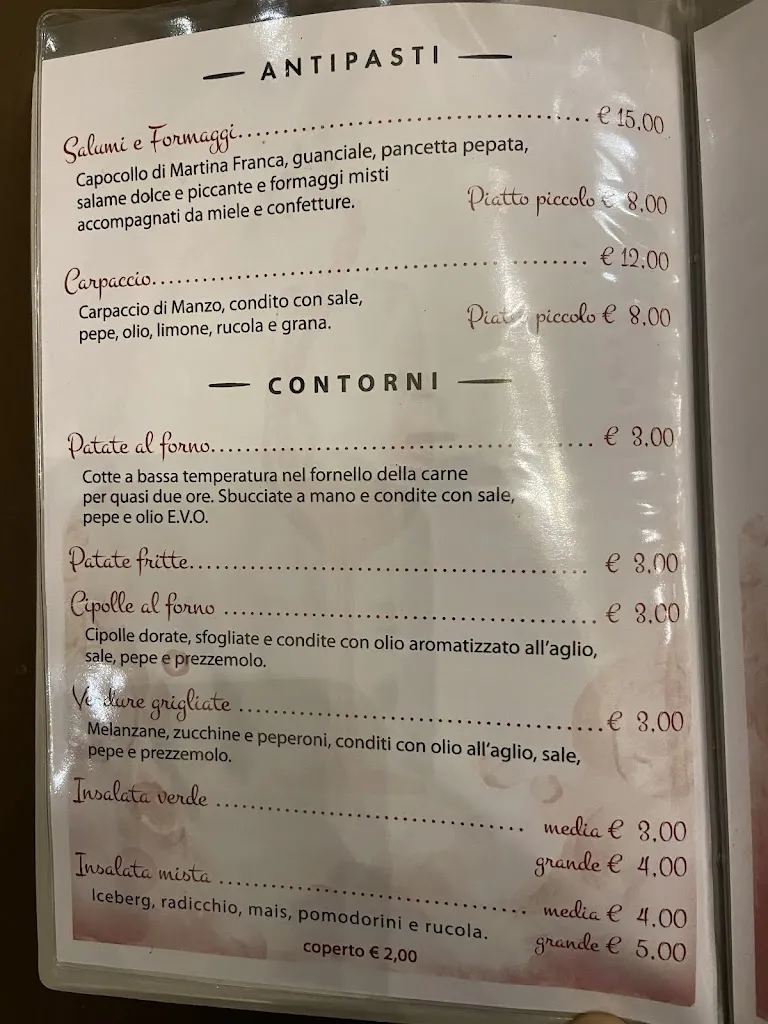 ANTIPASTI
Salumi e Formaggi.......... € 15,00
Capocollo di Martina Franca, guanciale, pancetta pepata,
salame dolce e piccante e formaggi misti
accompagnati da miele e confetture.
Piatto piccolo € 8,00
Carpaccio.......... € 12,00
Carpaccio di Manzo, condito con sale,
pepe, olio, limone, rucola e grana.
Piatto piccolo € 8,00
CONTORNI
Patate al forno.......... € 3,00
Cotte a bassa temperatura nel fornello della carne
per quasi due ore. Sbucciate a mano e condite con sale,
pepe e olio E.V.O.
Patate fritte.......... € 3,00
Cipolle al forno .......... € 3,00
Cipolle dorate, sfogliate e condite con olio aromatizzato all'aglio,
sale, pepe e prezzemolo.
Verdure grigliate .......... € 3,00
Melanzane, zucchine e peperoni, conditi con olio all'aglio, sale,
pepe e prezzemolo.
Insalata verde .......... media € 3,00
grande € 4,00
Insalata mista .......... media € 4,00
Iceberg, radicchio, mais, pomodorini e rucola.
grande € 5,00
coperto € 2,00